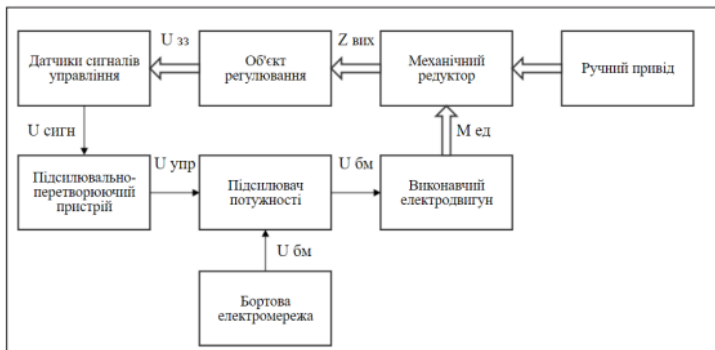 U зз
Z вих
Датчики сигналів
управління
Об'єкт
регулювання
Механічний
редуктор
Ручний привід
U сигн
М ед
Підсилювально-
перетворюючий
пристрій
U упр
Підсилювач
потужності
U бм
Виконавчий
електродвигун
U бм
Бортова
електромережа